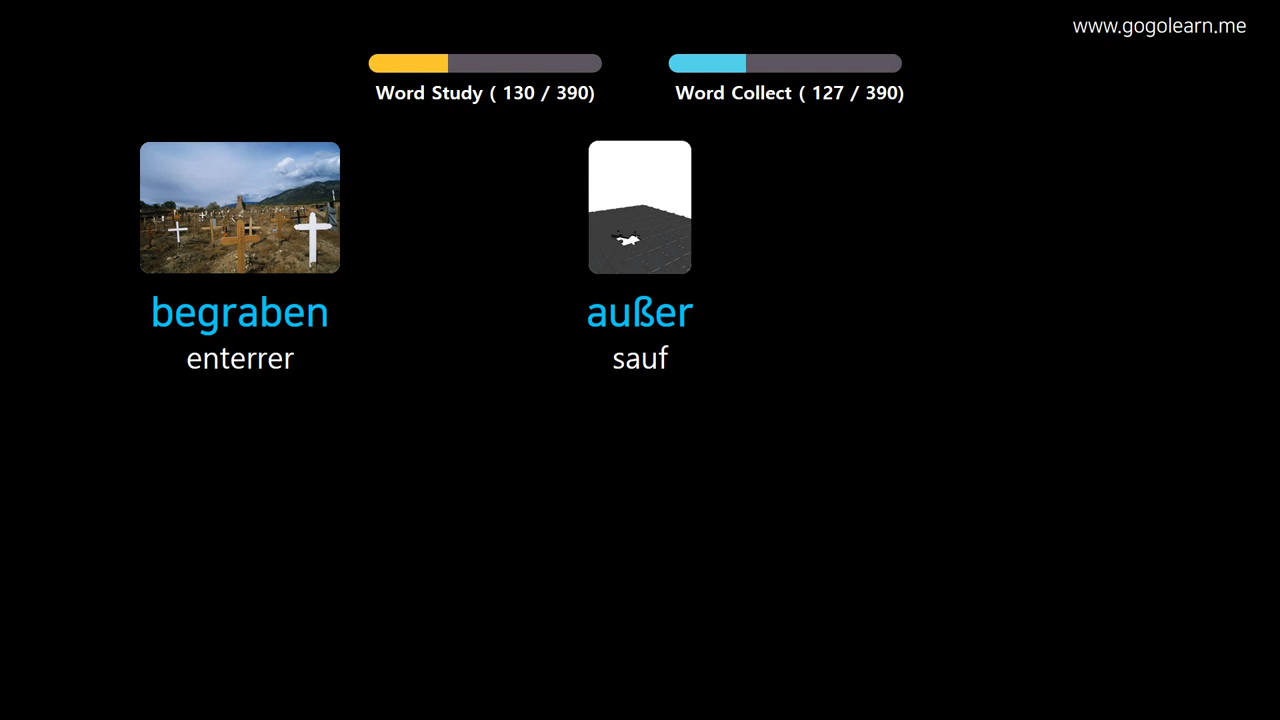 www.gogolearn.me
Word Study ( 130 / 390)
Word Collect ( 127 / 390)
begraben
enterrer
außer
sauf